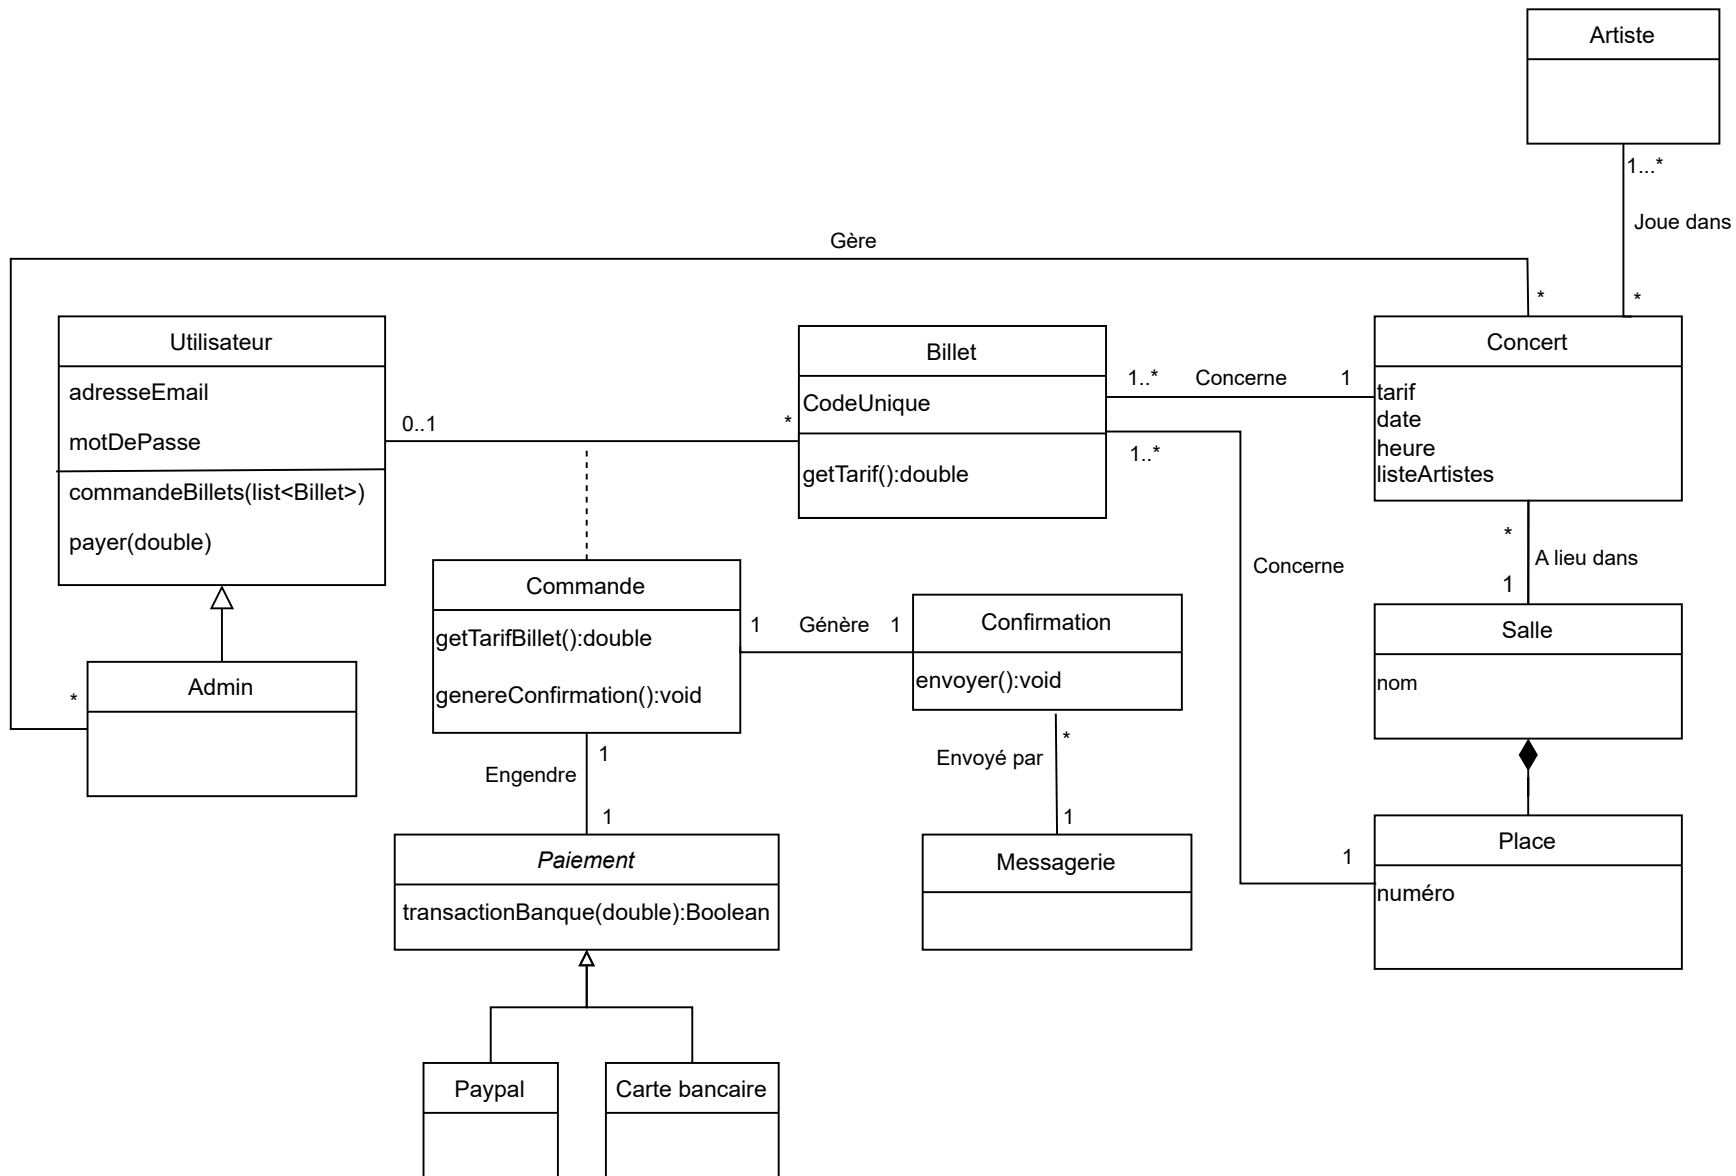 Artiste
1...*
Joue dans
*
Gère
*
Utilisateur
adresseEmail
motDePasse
commandeBillets(list<Billet>)
payer(double)
0..1
*
Billet
CodeUnique
getTarif():double
1..*
Concerne
1
1..*
Concert
tarif
date
heure
listeArtistes
*
A lieu dans
1
Concerne
Commande
getTarifBillet():double
genereConfirmation():void
1
Génère
1
Confirmation
envoyer():void
Salle
nom
Admin
*
1
Engendre
1
*
Envoyé par
1
Paiement
transactionBanque(double):Boolean
Messagerie
Place
numéro
1
Paypal
Carte bancaire